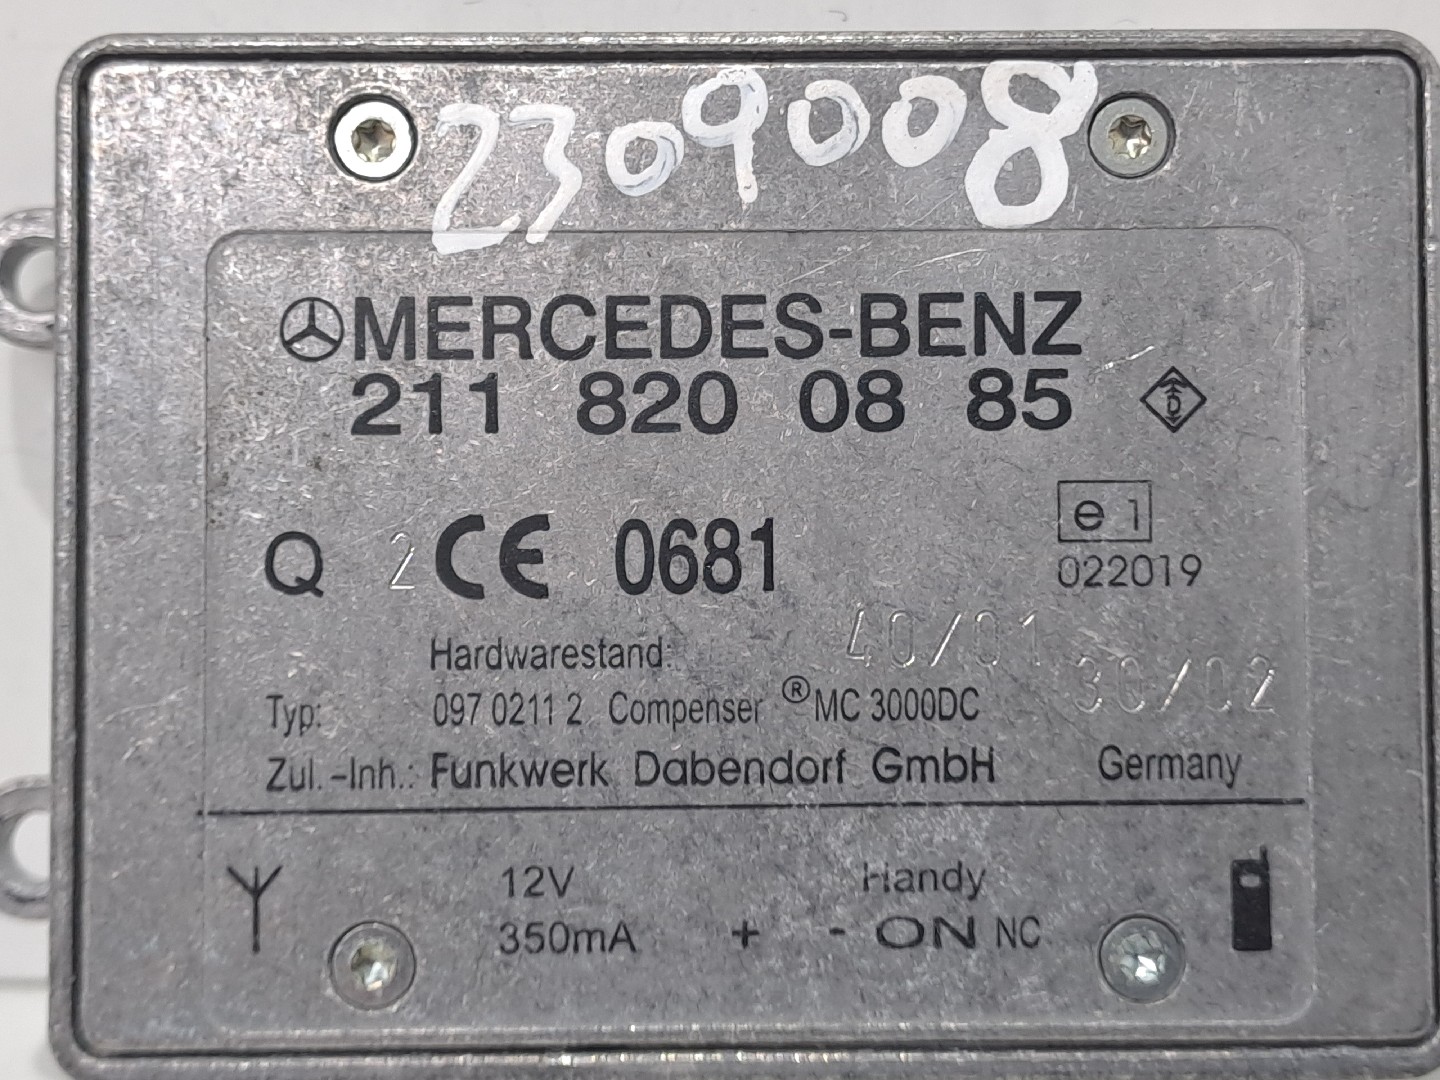 2309008
MERCEDES-BENZ
211 820 08 85
D
Q 2 CE 0681
e 1
022019
Hardwarestand: 40/01 30/02
Typ: 097 0211 2 Compenser ®MC 3000DC
Zul.-Inh.: Funkwerk Dabendorf GmbH Germany
12V Handy
350mA + - ON NC